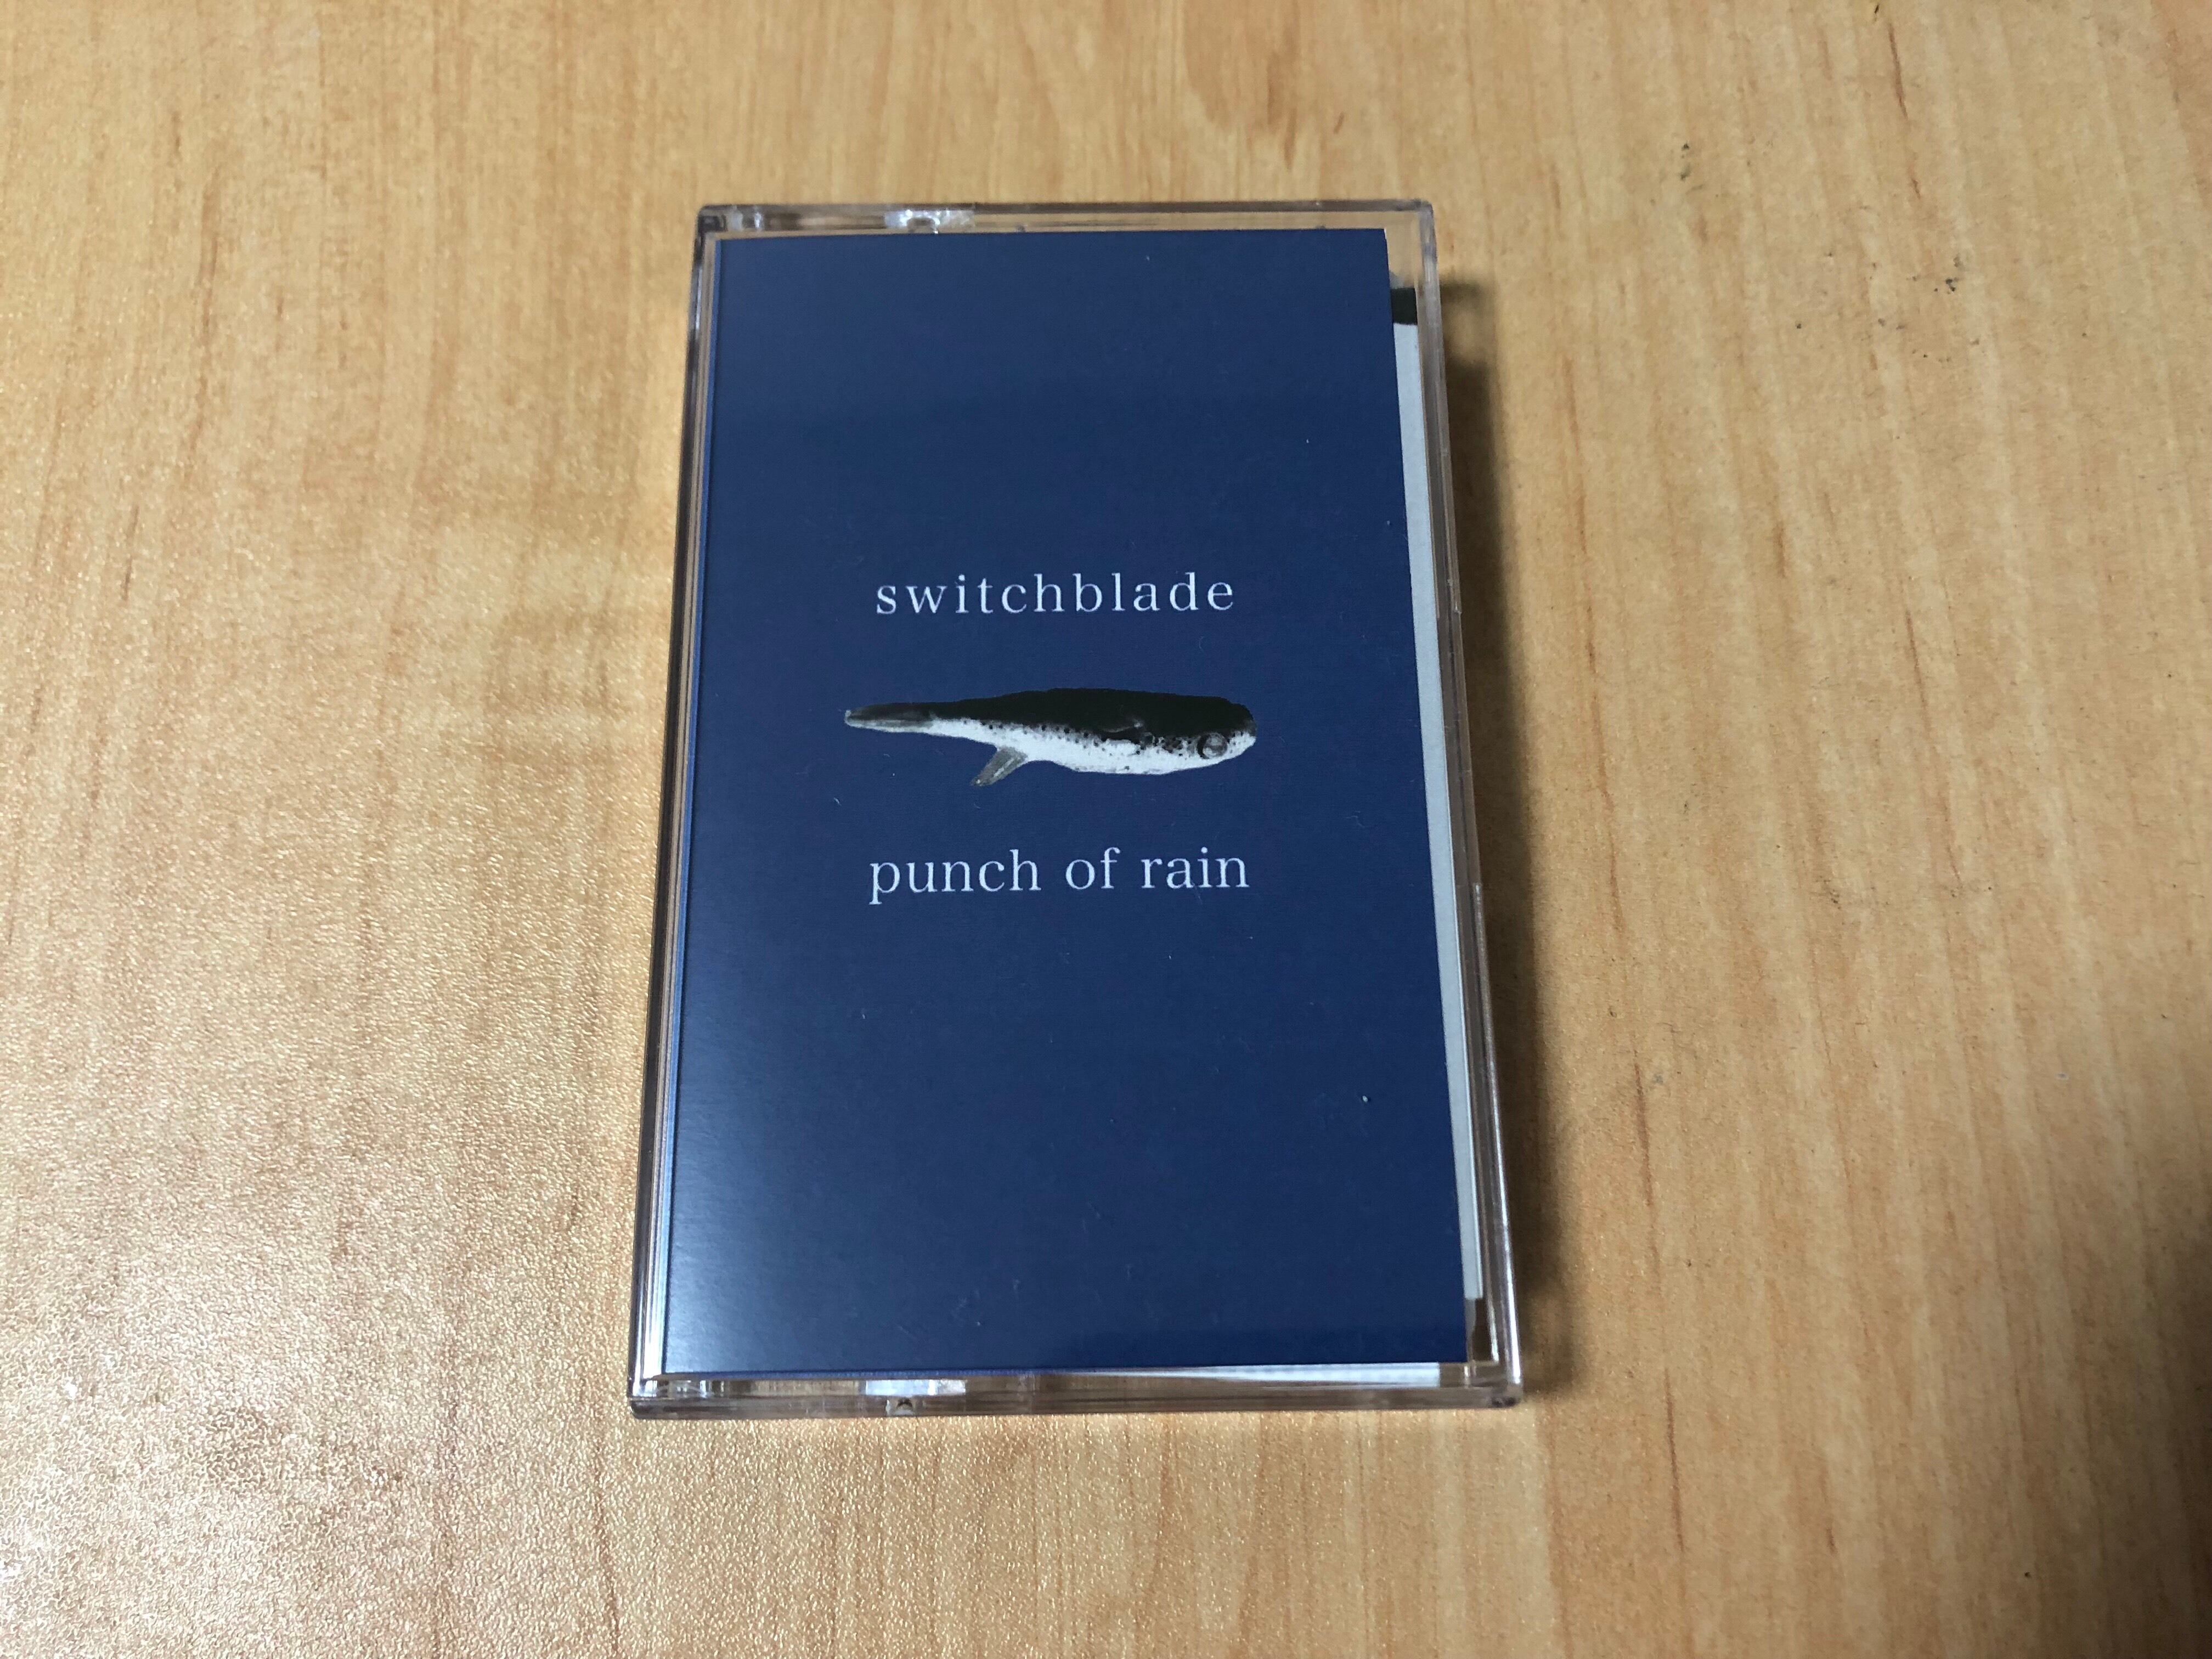 switchblade
punch of rain